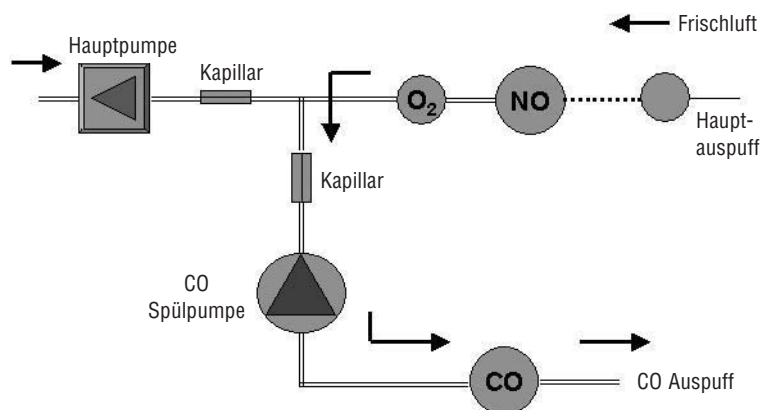 Hauptpumpe
Kapillar
Frischluft
O2
NO
Haupt-
auspuff
Kapillar
CO
Spülpumpe
CO
CO Auspuff